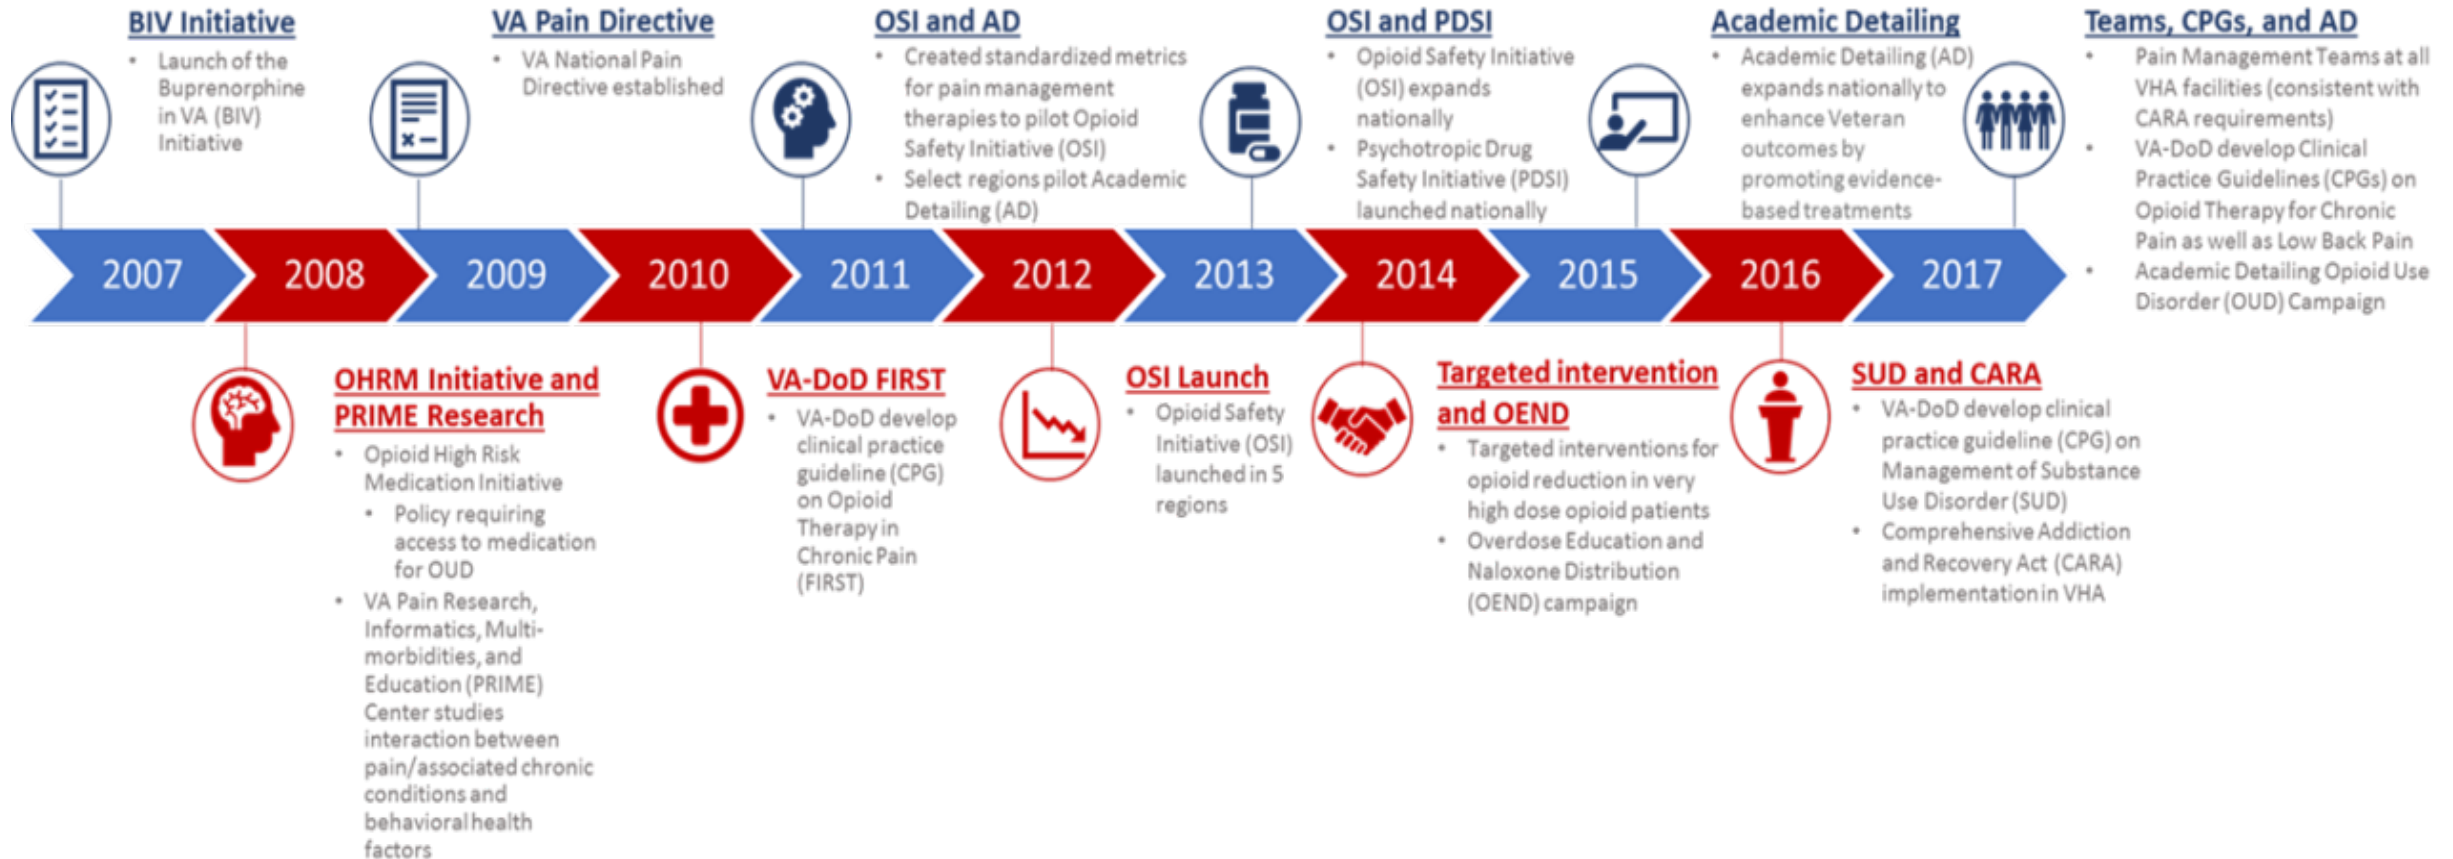 BIV Initiative
• Launch of the
Buprenorphine
in VA (BIV)
Initiative
VA Pain Directive
• VA National Pain
Directive established
OSI and AD
• Created standardized metrics
for pain management
therapies to pilot Opioid
Safety Initiative (OSI)
• Select regions pilot Academic
Detailing (AD)
OSI and PDSI
• Opioid Safety Initiative
(OSI) expands
nationally
• Psychotropic Drug
Safety Initiative (PDSI)
launched nationally
Academic Detailing
• Academic Detailing (AD)
expands nationally to
enhance Veteran
outcomes by
promoting evidence-
based treatments
Teams, CPGs, and AD
• Pain Management Teams at all
VHA facilities (consistent with
CARA requirements)
• VA-DoD develop Clinical
Practice Guidelines (CPGs) on
Opioid Therapy for Chronic
Pain as well as Low Back Pain
• Academic Detailing Opioid Use
Disorder (OUD) Campaign
2007
2008
2009
2010
2011
2012
2013
2014
2015
2016
2017
OHRM Initiative and
PRIME Research
• Opioid High Risk
Medication Initiative
• Policy requiring
access to medication
for OUD
• VA Pain Research,
Informatics, Multi-
morbidities, and
Education (PRIME)
Center studies
interaction between
pain/associated chronic
conditions and
behavioral health
factors
VA-DoD FIRST
• VA-DoD develop
clinical practice
guideline (CPG)
on Opioid
Therapy in
Chronic Pain
(FIRST)
OSI Launch
• Opioid Safety
Initiative (OSI)
launched in 5
regions
Targeted intervention
and OEND
• Targeted interventions for
opioid reduction in very
high dose opioid patients
• Overdose Education and
Naloxone Distribution
(OEND) campaign
SUD and CARA
• VA-DoD develop clinical
practice guideline (CPG) on
Management of Substance
Use Disorder (SUD)
• Comprehensive Addiction
and Recovery Act (CARA)
implementation in VHA